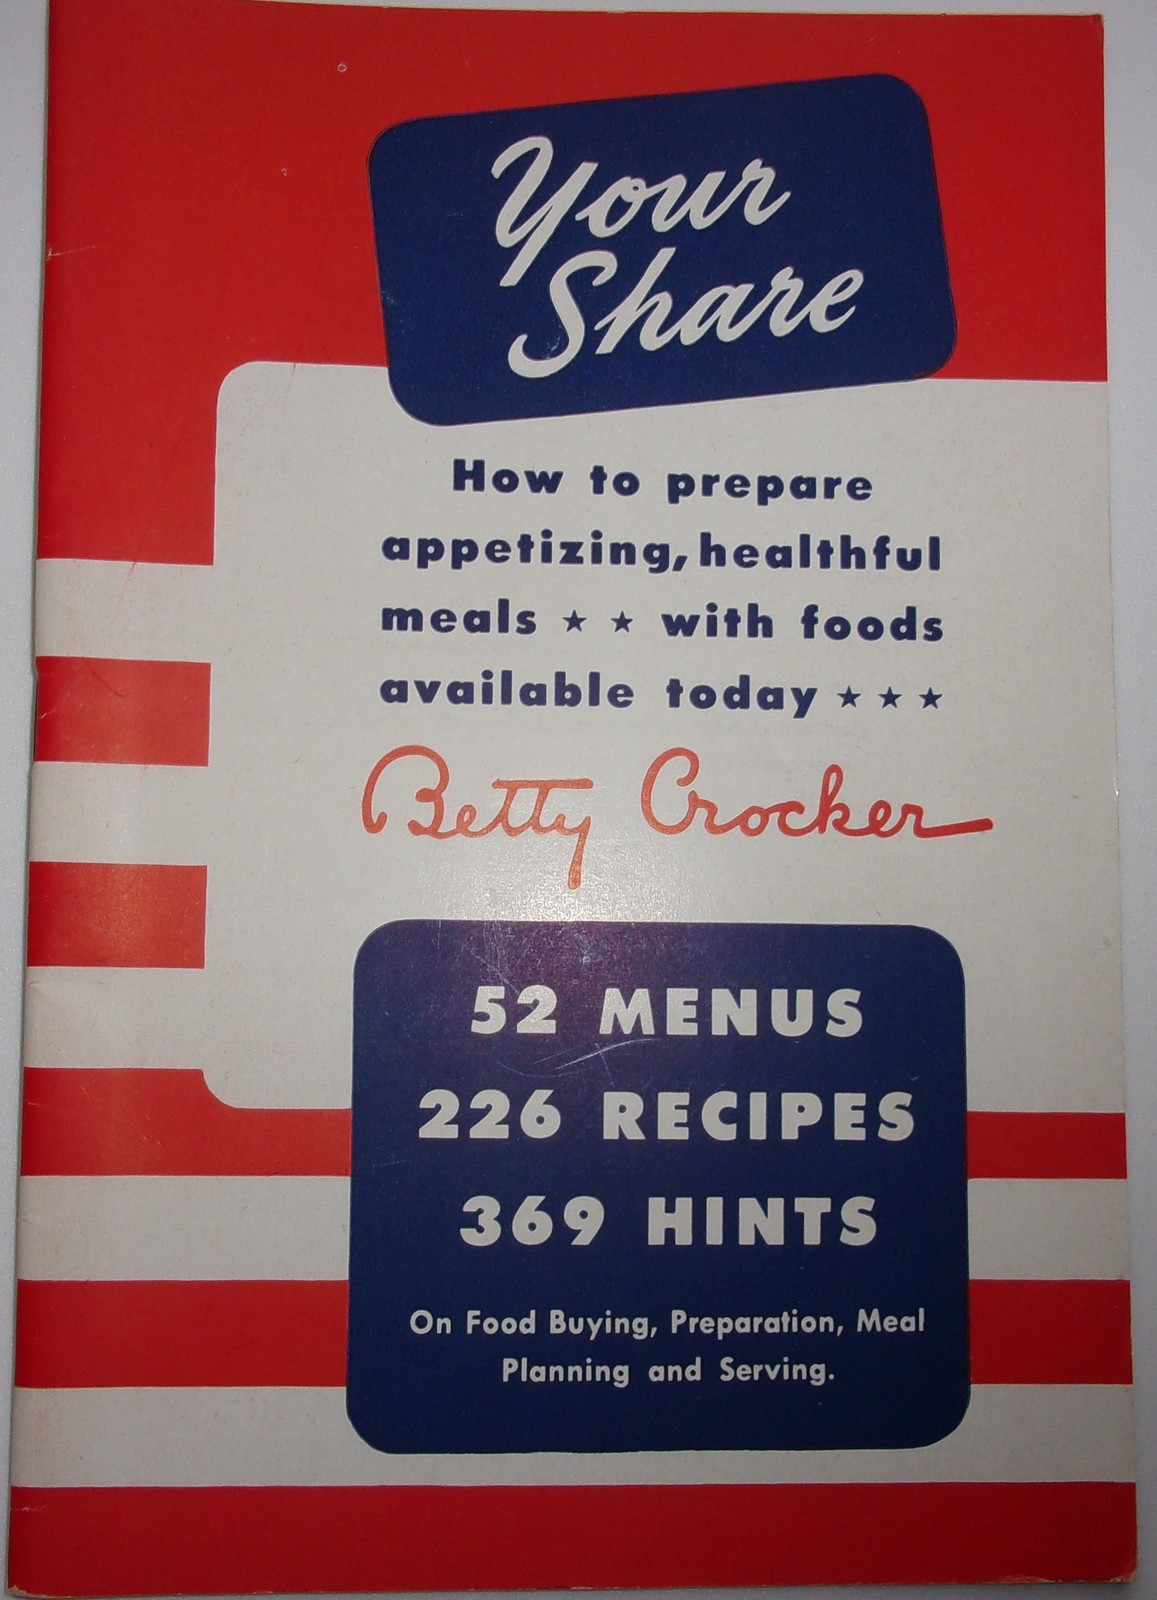 Your
Share
How to prepare
appetizing, healthful
meals ★ ★ with foods
available today ★ ★ ★
Betty Crocker
52 MENUS
226 RECIPES
369 HINTS
On Food Buying, Preparation, Meal
Planning and Serving.